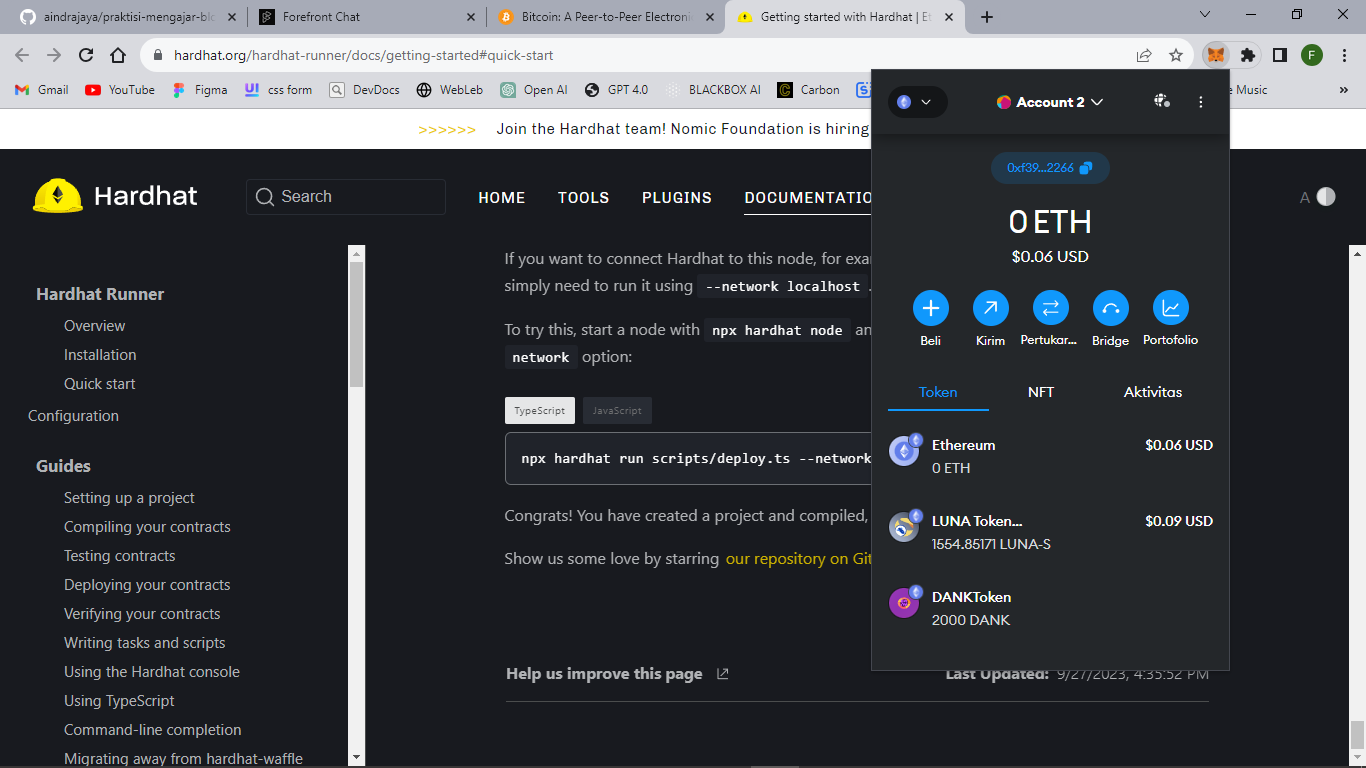 aindrajaya/praktisi-mengajar-blo
Forefront Chat
Bitcoin: A Peer-to-Peer Electroni
Getting started with Hardhat | Et
hardhat.org/hardhat-runner/docs/getting-started#quick-start
F
Gmail
YouTube
Figma
css form
DevDocs
WebLeb
Open AI
GPT 4.0
BLACKBOX AI
Carbon
e Music
»
>>>>>> Join the Hardhat team! Nomic Foundation is hiring
Hardhat
Search
HOME
TOOLS
PLUGINS
DOCUMENTATIO
A
Hardhat Runner
Overview
Installation
Quick start
Configuration
Guides
Setting up a project
Compiling your contracts
Testing contracts
Deploying your contracts
Verifying your contracts
Writing tasks and scripts
Using the Hardhat console
Using TypeScript
Command-line completion
Migrating away from hardhat-waffle
If you want to connect Hardhat to this node, for exa
simply need to run it using --network localhost .
To try this, start a node with npx hardhat node an
network option:
TypeScript
JavaScript
npx hardhat run scripts/deploy.ts --network
Congrats! You have created a project and compiled,
Show us some love by starring our repository on Git
Help us improve this page
Last Updated: 9/27/2023, 4:35:52 PM
Account 2
0xf39...2266
0 ETH
$0.06 USD
Beli
Kirim
Pertukar...
Bridge
Portofolio
Token
NFT
Aktivitas
Ethereum
$0.06 USD
0 ETH
LUNA Token...
$0.09 USD
1554.85171 LUNA-S
DANKToken
2000 DANK